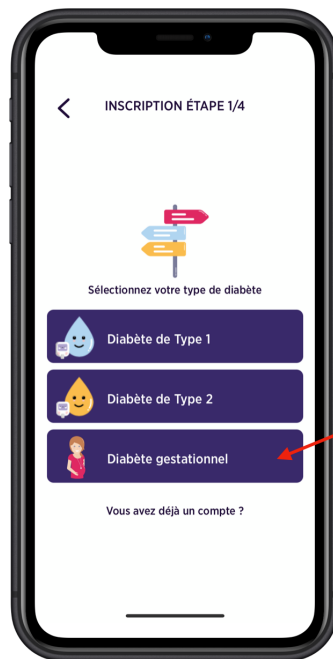 INSCRIPTION ÉTAPE 1/4
Sélectionnez votre type de diabète
Diabète de Type 1
Diabète de Type 2
Diabète gestationnel
Vous avez déjà un compte ?